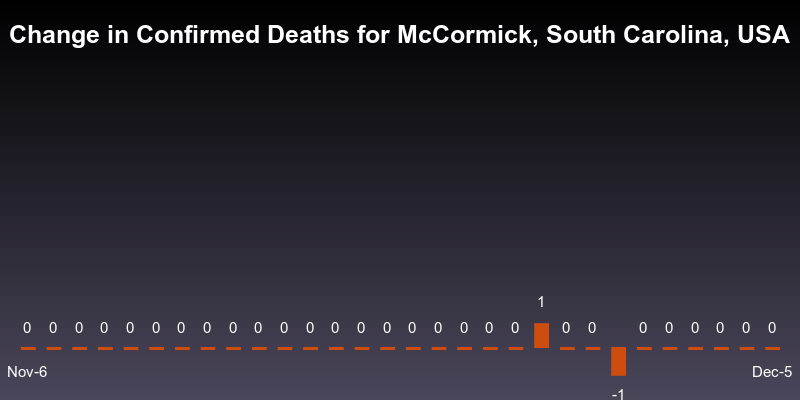 Change in Confirmed Deaths for McCormick, South Carolina, USA
1
0 0 0 0 0 0 0 0 0 0 0 0 0 0 0 0 0 0 0 0 0 0 0 0 0 0 0 0
Nov-6 Dec-5
-1